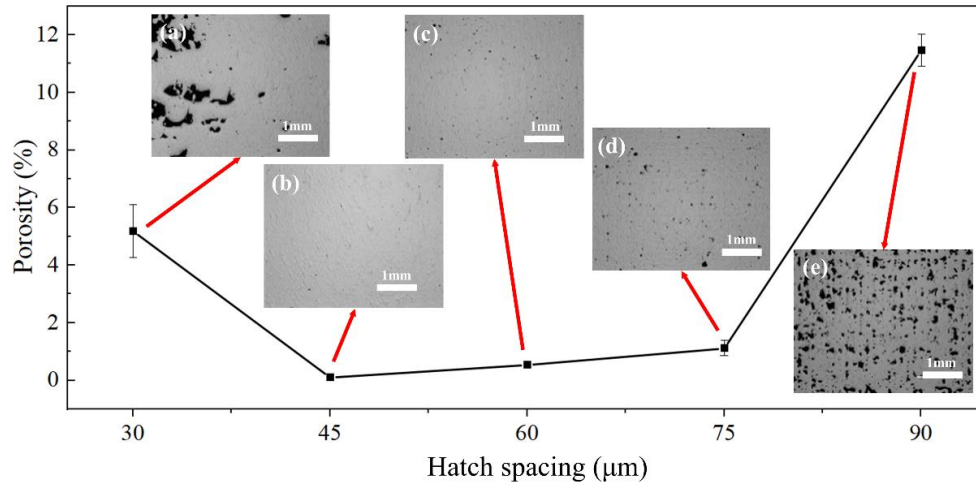 Porosity (%)
12
10
8
6
4
2
0
(a)
1mm
(b)
1mm
(c)
1mm
(d)
1mm
(e)
1mm
30
45
60
75
90
Hatch spacing (μm)